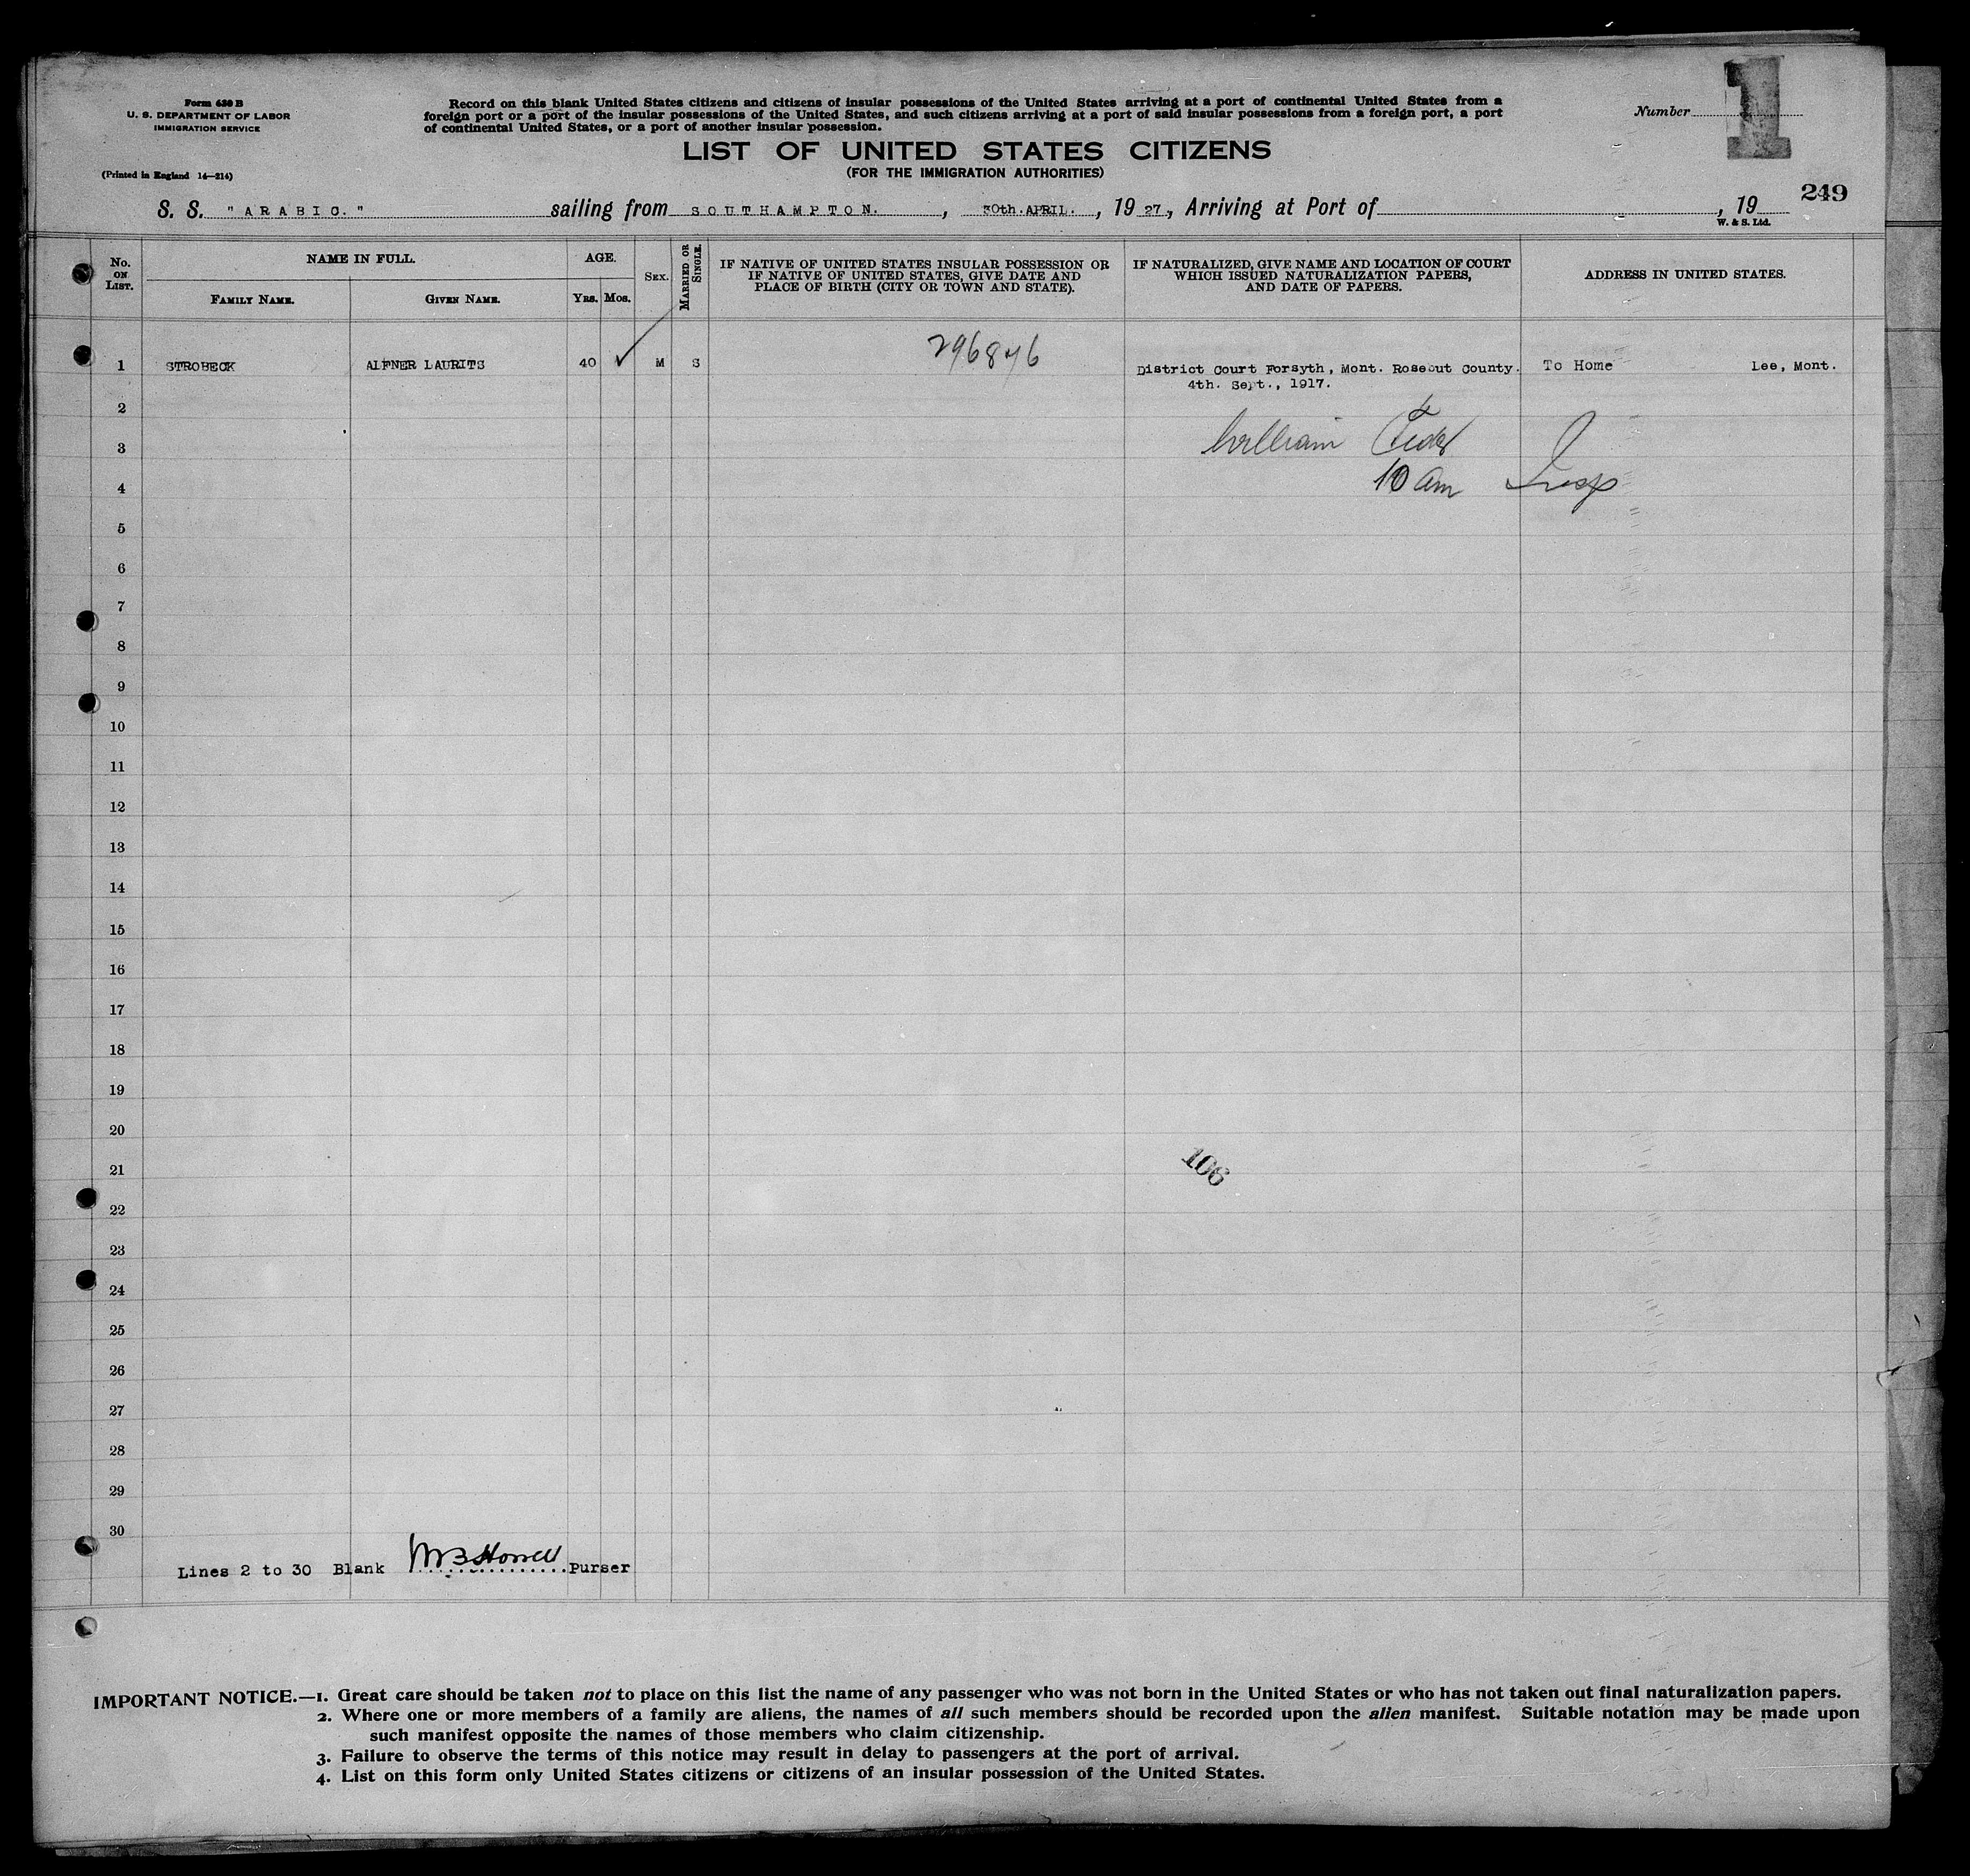 Form 630 B
U. S. DEPARTMENT OF LABOR
IMMIGRATION SERVICE
(Printed in England 14—214)
Record on this blank United States citizens and citizens of insular possessions of the United States arriving at a port of continental United States from a
foreign port or a port of the insular possessions of the United States, and such citizens arriving at a port of said insular possessions from a foreign port, a port
of continental United States, or a port of another insular possession.
Number 1
LIST OF UNITED STATES CITIZENS
(FOR THE IMMIGRATION AUTHORITIES)
249
S. S. "ARABIC." sailing from SOUTHAMPTON. , 30th. APRIL. , 19 27., Arriving at Port of , 19
W. & S. Ltd.
No. ON LIST.
NAME IN FULL.
FAMILY NAME.
GIVEN NAME.
AGE.
YRS. MOS.
SEX.
MARRIED OR SINGLE.
IF NATIVE OF UNITED STATES INSULAR POSSESSION OR
IF NATIVE OF UNITED STATES, GIVE DATE AND
PLACE OF BIRTH (CITY OR TOWN AND STATE).
IF NATURALIZED, GIVE NAME AND LOCATION OF COURT
WHICH ISSUED NATURALIZATION PAPERS,
AND DATE OF PAPERS.
ADDRESS IN UNITED STATES.
296846
1 STROBECK ALFNER LAURITS 40 ✓ M S District Court Forsyth, Mont. Rosebut County. To Home Lee, Mont.
4th. Sept., 1917.
2
William
3
10 am Insp
4
5
6
7
8
9
10
11
12
13
14
15
16
17
18
19
20
106
21
22
23
24
25
26
27
28
29
30
Lines 2 to 30 Blank Purser
IMPORTANT NOTICE.—1. Great care should be taken not to place on this list the name of any passenger who was not born in the United States or who has not taken out final naturalization papers.
2. Where one or more members of a family are aliens, the names of all such members should be recorded upon the alien manifest. Suitable notation may be made upon
such manifest opposite the names of those members who claim citizenship.
3. Failure to observe the terms of this notice may result in delay to passengers at the port of arrival.
4. List on this form only United States citizens or citizens of an insular possession of the United States.